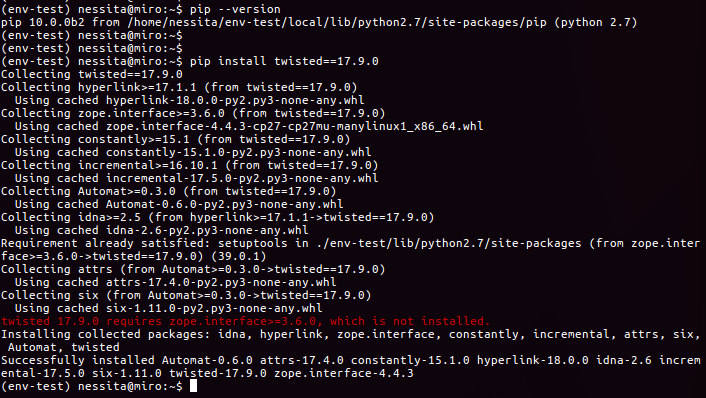 (env-test) nessita@miro:~$ pip --version
pip 10.0.0b2 from /home/nessita/env-test/local/lib/python2.7/site-packages/pip (python 2.7)
(env-test) nessita@miro:~$
(env-test) nessita@miro:~$
(env-test) nessita@miro:~$ pip install twisted==17.9.0
Collecting twisted==17.9.0
Collecting hyperlink>=17.1.1 (from twisted==17.9.0)
  Using cached hyperlink-18.0.0-py2.py3-none-any.whl
Collecting zope.interface>=3.6.0 (from twisted==17.9.0)
  Using cached zope.interface-4.4.3-cp27-cp27mu-manylinux1_x86_64.whl
Collecting constantly>=15.1 (from twisted==17.9.0)
  Using cached constantly-15.1.0-py2.py3-none-any.whl
Collecting incremental>=16.10.1 (from twisted==17.9.0)
  Using cached incremental-17.5.0-py2.py3-none-any.whl
Collecting Automat>=0.3.0 (from twisted==17.9.0)
  Using cached Automat-0.6.0-py2.py3-none-any.whl
Collecting idna>=2.5 (from hyperlink>=17.1.1->twisted==17.9.0)
  Using cached idna-2.6-py2.py3-none-any.whl
Requirement already satisfied: setuptools in ./env-test/lib/python2.7/site-packages (from zope.inter
face>=3.6.0->twisted==17.9.0) (39.0.1)
Collecting attrs (from Automat>=0.3.0->twisted==17.9.0)
  Using cached attrs-17.4.0-py2.py3-none-any.whl
Collecting six (from Automat>=0.3.0->twisted==17.9.0)
  Using cached six-1.11.0-py2.py3-none-any.whl
twisted 17.9.0 requires zope.interface>=3.6.0, which is not installed.
Installing collected packages: idna, hyperlink, zope.interface, constantly, incremental, attrs, six,
 Automat, twisted
Successfully installed Automat-0.6.0 attrs-17.4.0 constantly-15.1.0 hyperlink-18.0.0 idna-2.6 increm
ental-17.5.0 six-1.11.0 twisted-17.9.0 zope.interface-4.4.3
(env-test) nessita@miro:~$